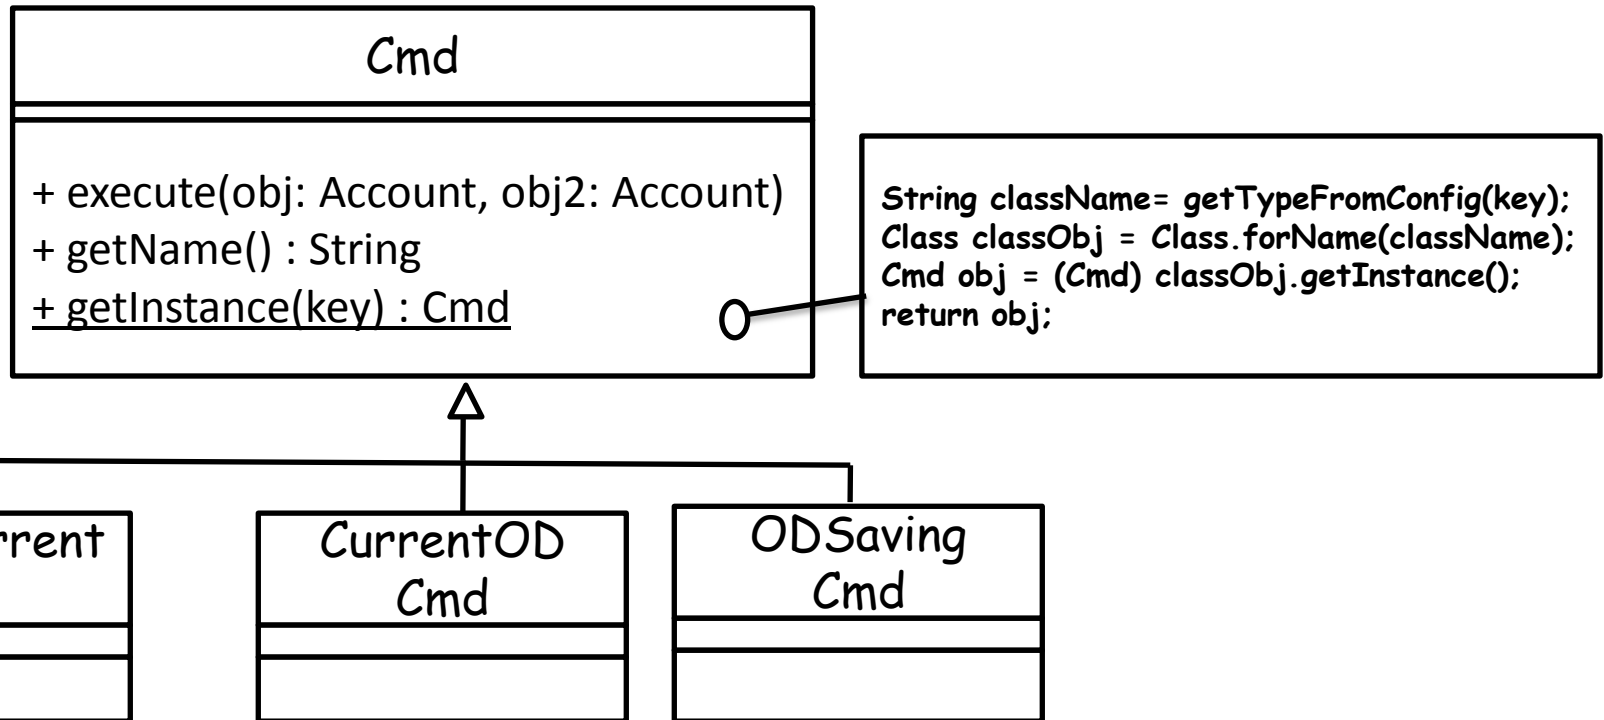 Cmd
+ execute(obj: Account, obj2: Account)
+ getName() : String
+ getInstance(key) : Cmd
String className= getTypeFromConfig(key);
Class classObj = Class.forName(className);
Cmd obj = (Cmd) classObj.getInstance();
return obj;
CurrentOD
Cmd
ODSaving
Cmd